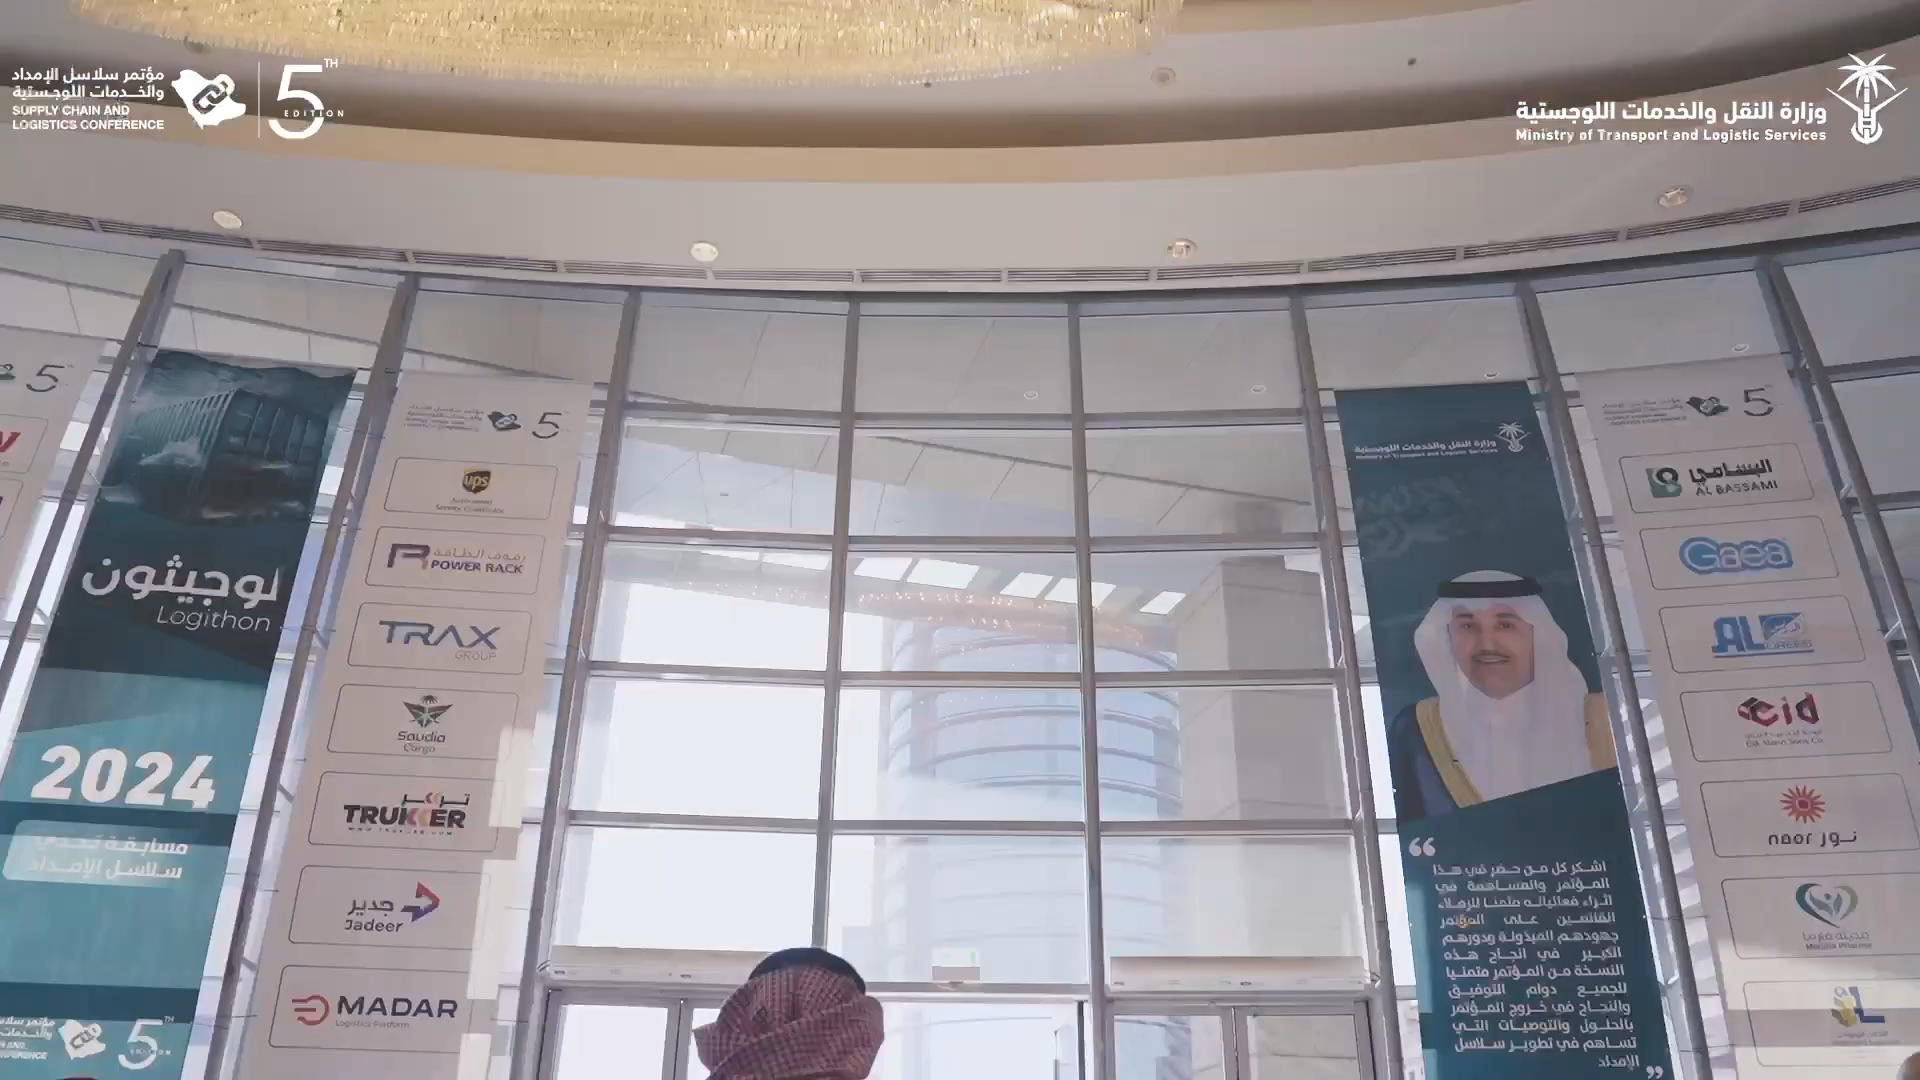 مؤتمر سلاسل الإمداد
والخدمات اللوجستية
SUPPLY CHAIN AND
LOGISTICS CONFERENCE
5TH
EDITION
وزارة النقل والخدمات اللوجستية
Ministry of Transport and Logistic Services
5
لوجيثون
Logithon
2024
مسابقة تحدي
سلاسل الإمداد
5TH
EDITION
5
ups
رفوف الطاقة
POWER RACK
TRAX
GROUP
Saudia
Cargo
تركر
TRUKKER
جدير
Jadeer
MADAR
Logistics Platform
وزارة النقل والخدمات اللوجستية
Ministry of Transport and Logistic Services
“
اشكر كل من حضر في هذا
المؤتمر والمساهمة في
اثراء فعالياته متمنا للزملاء
القائمين على المؤتمر
جهودهم المبذولة ودورهم
الكبير في انجاح هذه
النسخة من المؤتمر متمنيا
للجميع دوام التوفيق
والنجاح في خروج المؤتمر
بالحلول والتوصيات التي
تساهم في تطوير سلاسل
الإمداد
”
5
البسامي
AL BASSAMI
Gaea
AL
cid
نور naor